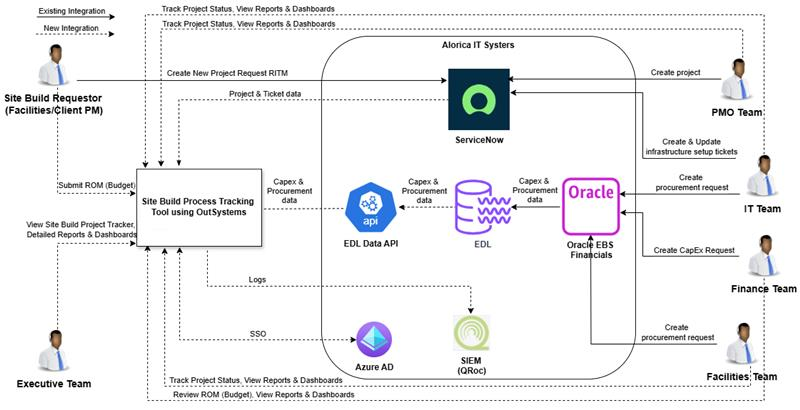 Existing Integration
New Integration
Track Project Status, View Reports & Dashboards
Track Project Status, View Reports & Dashboards
Alorica IT Systers
Site Build Requestor
(Facilities/Client PM)
Create New Project Request RITM
Create project
PMO Team
Project & Ticket data
ServiceNow
Create & Update
infrastructure setup tickets
Submit ROM (Budget)
Site Build Process Tracking
Tool using OutSystems
Capex &
Procurement
data
api
EDL Data API
Capex &
Procurement
data
EDL
Capex &
Procurement
data
Oracle
Oracle EBS
Financials
Create
procurement request
IT Team
View Site Build Project Tracker,
Detailed Reports & Dashboards
Create CapEx Request
Finance Team
Logs
SSO
Azure AD
SIEM
(QRoc)
Create
procurement request
Facilities Team
Executive Team
Track Project Status, View Reports & Dashboards
Review ROM (Budget), View Reports & Dashboards